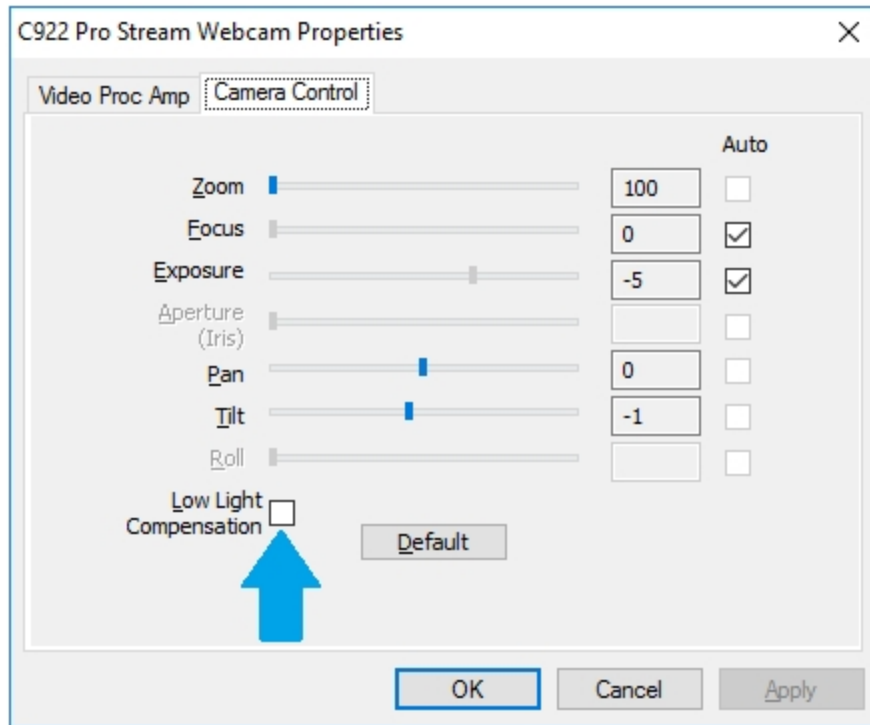 C922 Pro Stream Webcam Properties
Video Proc Amp Camera Control
Auto
Zoom 100
Focus 0
Exposure -5
Aperture
(Iris)
Pan 0
Tilt -1
Roll
Low Light
Compensation
Default
OK Cancel Apply